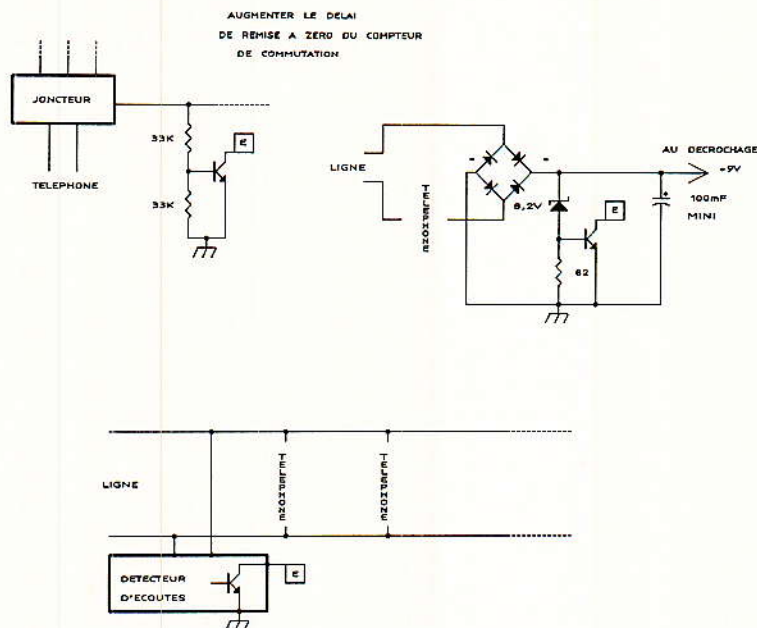 AUGMENTER LE DELAI
DE REMISE A ZERO DU COMPTEUR
DE COMMUTATION
JONCTEUR
TELEPHONE
33K
33K
E
LIGNE
TELEPHONE
-
-
6,2V
62
E
AU DECROCHAGE
-9V
+
100mF
MINI
LIGNE
TELEPHONE
TELEPHONE
DETECTEUR
D'ECOUTES
E